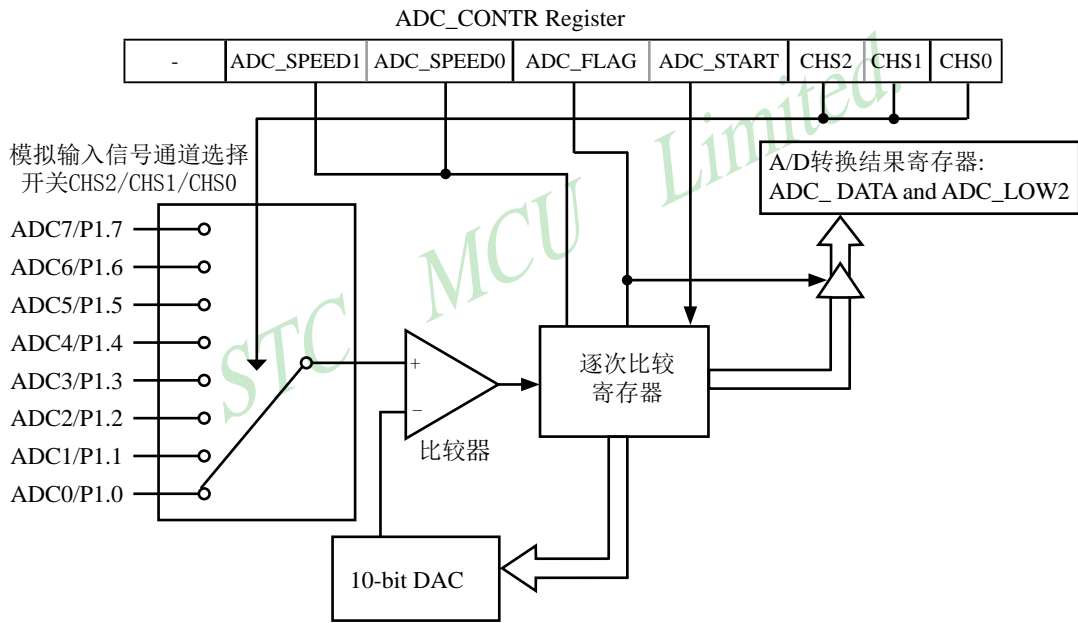 ADC_CONTR Register
- ADC_SPEED1 ADC_SPEED0 ADC_FLAG ADC_START CHS2 CHS1 CHS0
模拟输入信号通道选择
开关CHS2/CHS1/CHS0
A/D转换结果寄存器:
ADC_ DATA and ADC_LOW2
ADC7/P1.7
ADC6/P1.6
ADC5/P1.5
ADC4/P1.4
ADC3/P1.3
ADC2/P1.2
ADC1/P1.1
ADC0/P1.0
+
−
比较器
逐次比较
寄存器
10-bit DAC
STC MCU Limited.